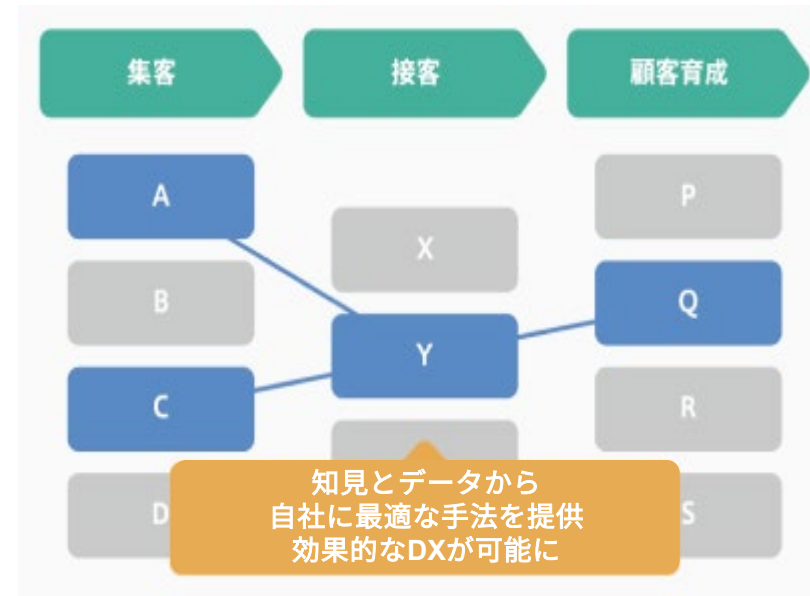 集客
接客
顧客育成
A
B
C
D
X
Y
P
Q
R
S
知見とデータから
自社に最適な手法を提供
効果的なDXが可能に